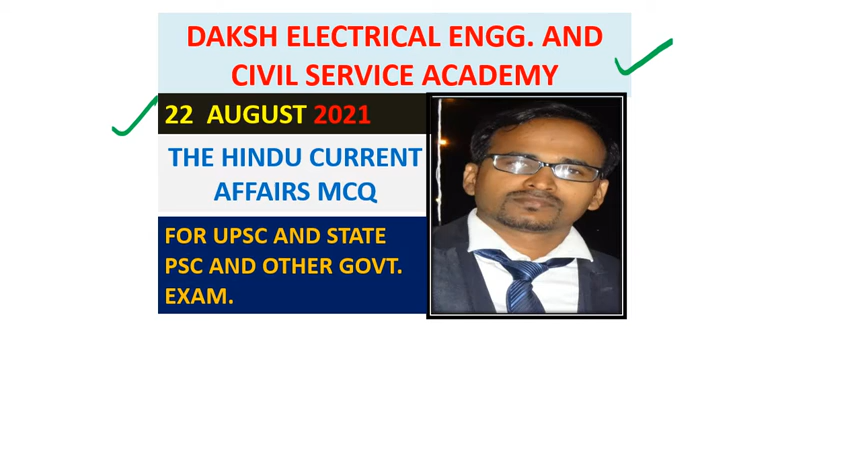 DAKSH ELECTRICAL ENGG. AND
CIVIL SERVICE ACADEMY
22 AUGUST 2021
THE HINDU CURRENT
AFFAIRS MCQ
FOR UPSC AND STATE
PSC AND OTHER GOVT.
EXAM.